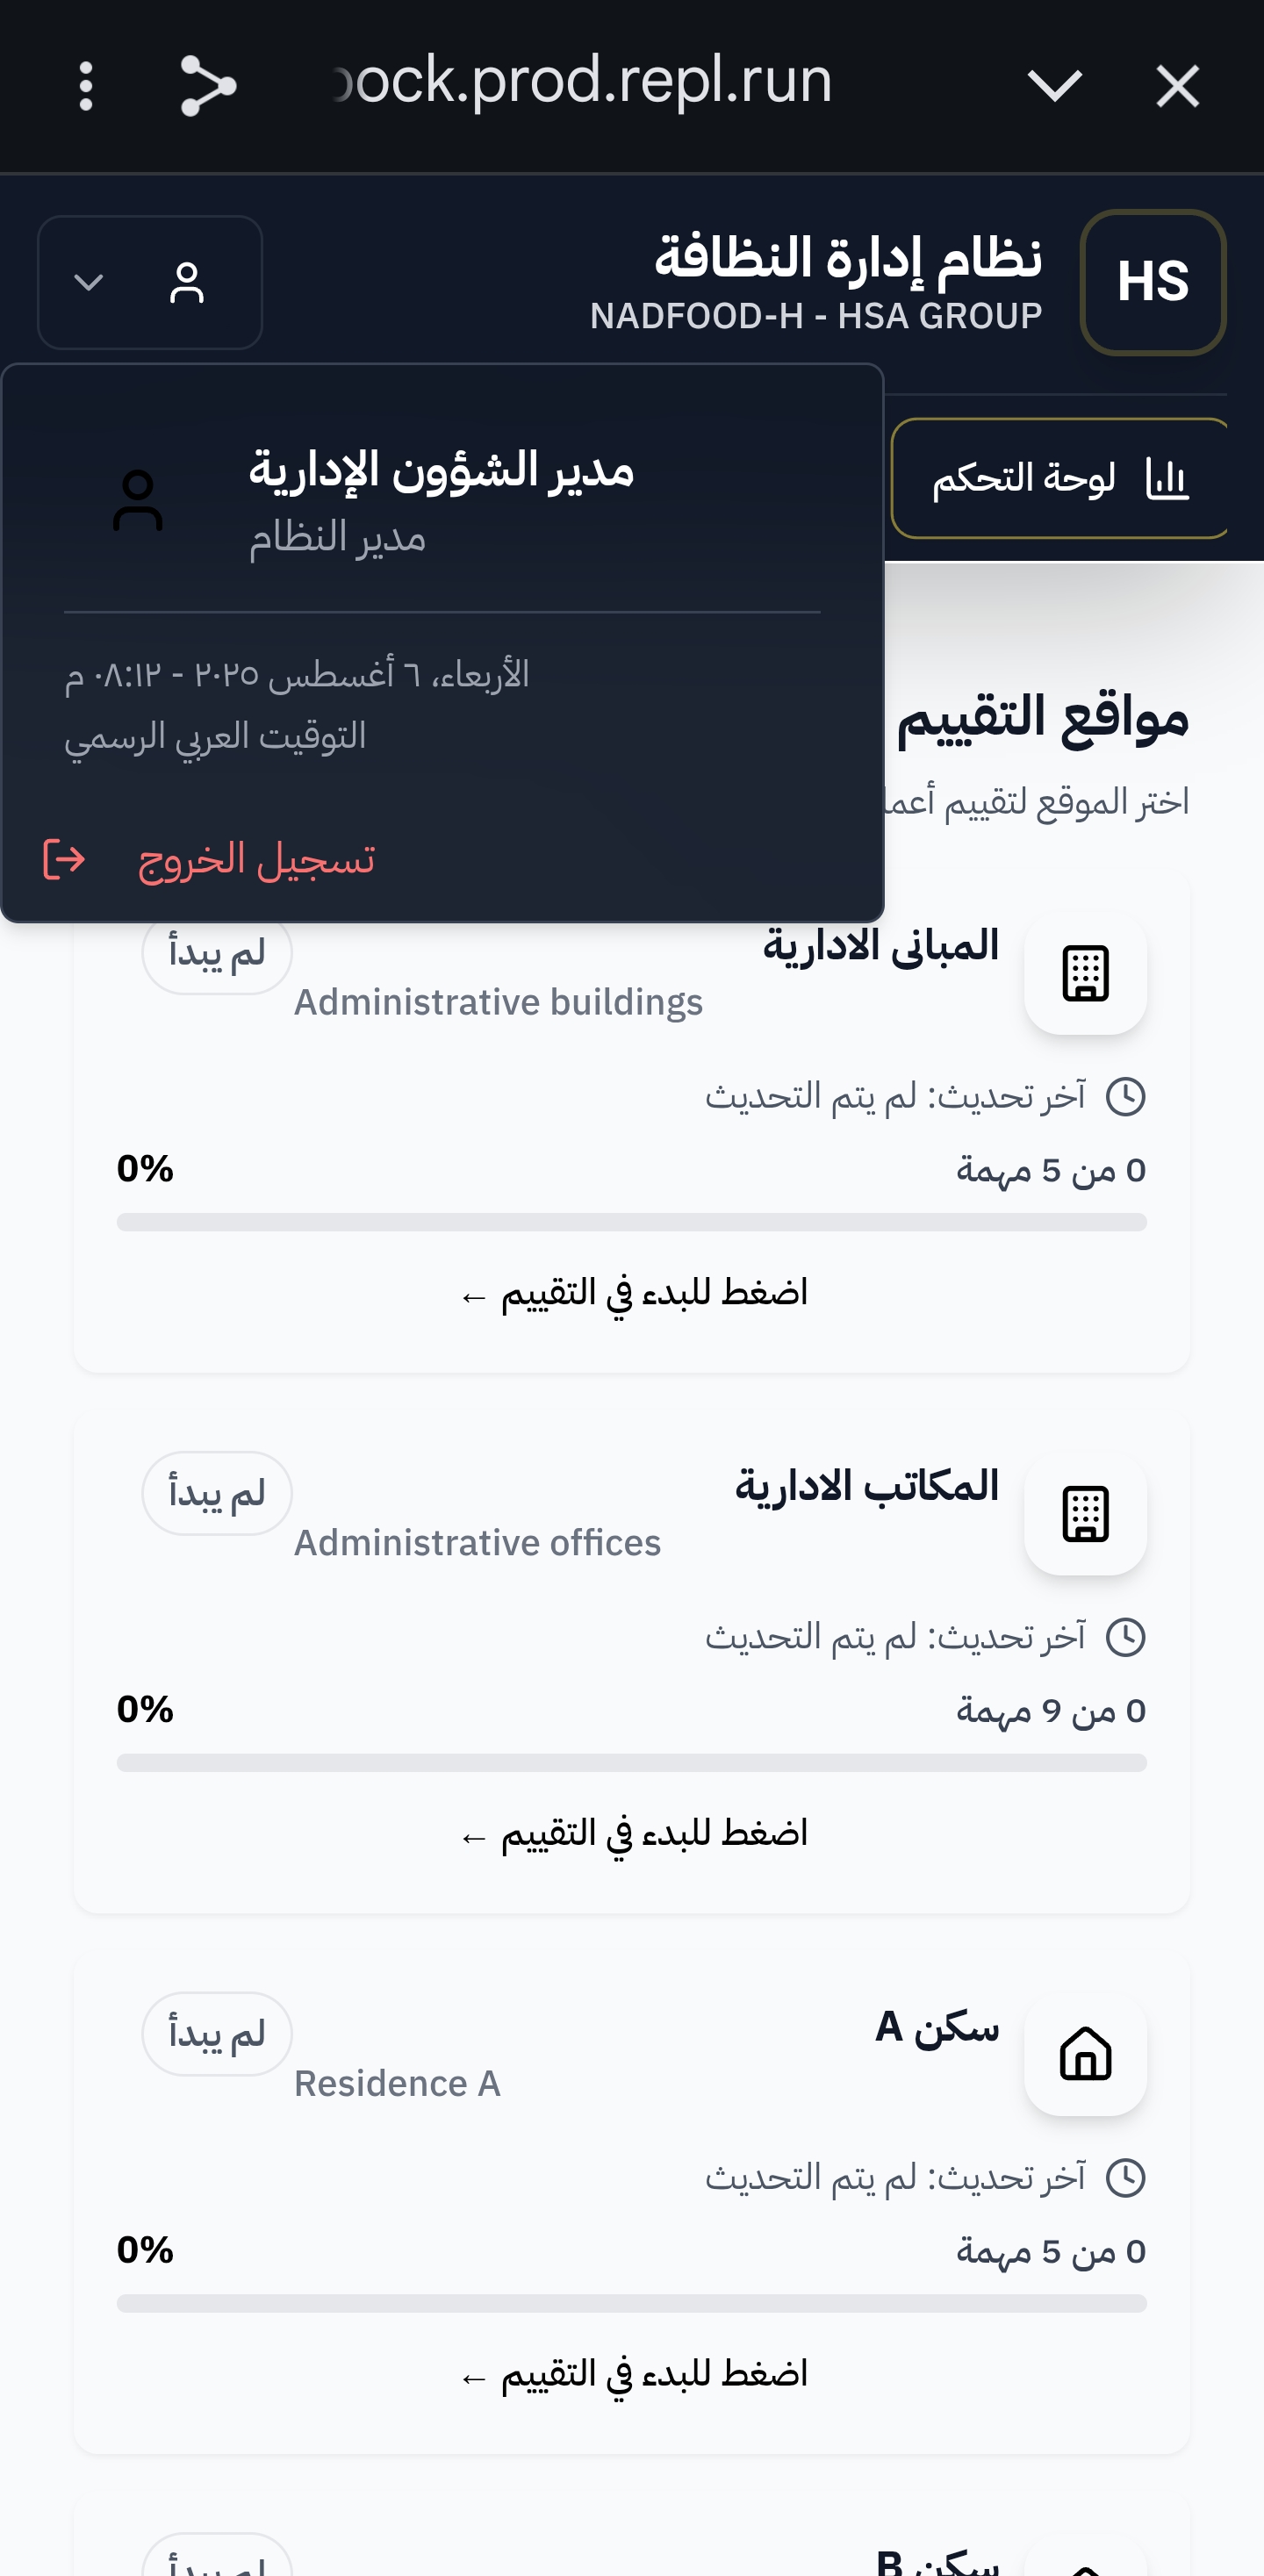 ock.prod.repl.run
HS
نظام إدارة النظافة
NADFOOD-H - HSA GROUP
لوحة التحكم
مدير الشؤون الإدارية
مدير النظام
الأربعاء، ٦ أغسطس ٢٠٢٥ - ٠٨:١٢ م
التوقيت العربي الرسمي
تسجيل الخروج
مواقع التقييم
اختر الموقع لتقييم
المبانى الادارية
لم يبدأ
Administrative buildings
آخر تحديث: لم يتم التحديث
0 من 5 مهمة
0%
اضغط للبدء في التقييم ←
المكاتب الادارية
لم يبدأ
Administrative offices
آخر تحديث: لم يتم التحديث
0 من 9 مهمة
0%
اضغط للبدء في التقييم ←
سكن A
لم يبدأ
Residence A
آخر تحديث: لم يتم التحديث
0 من 5 مهمة
0%
اضغط للبدء في التقييم ←
سكن B
لم يبدأ